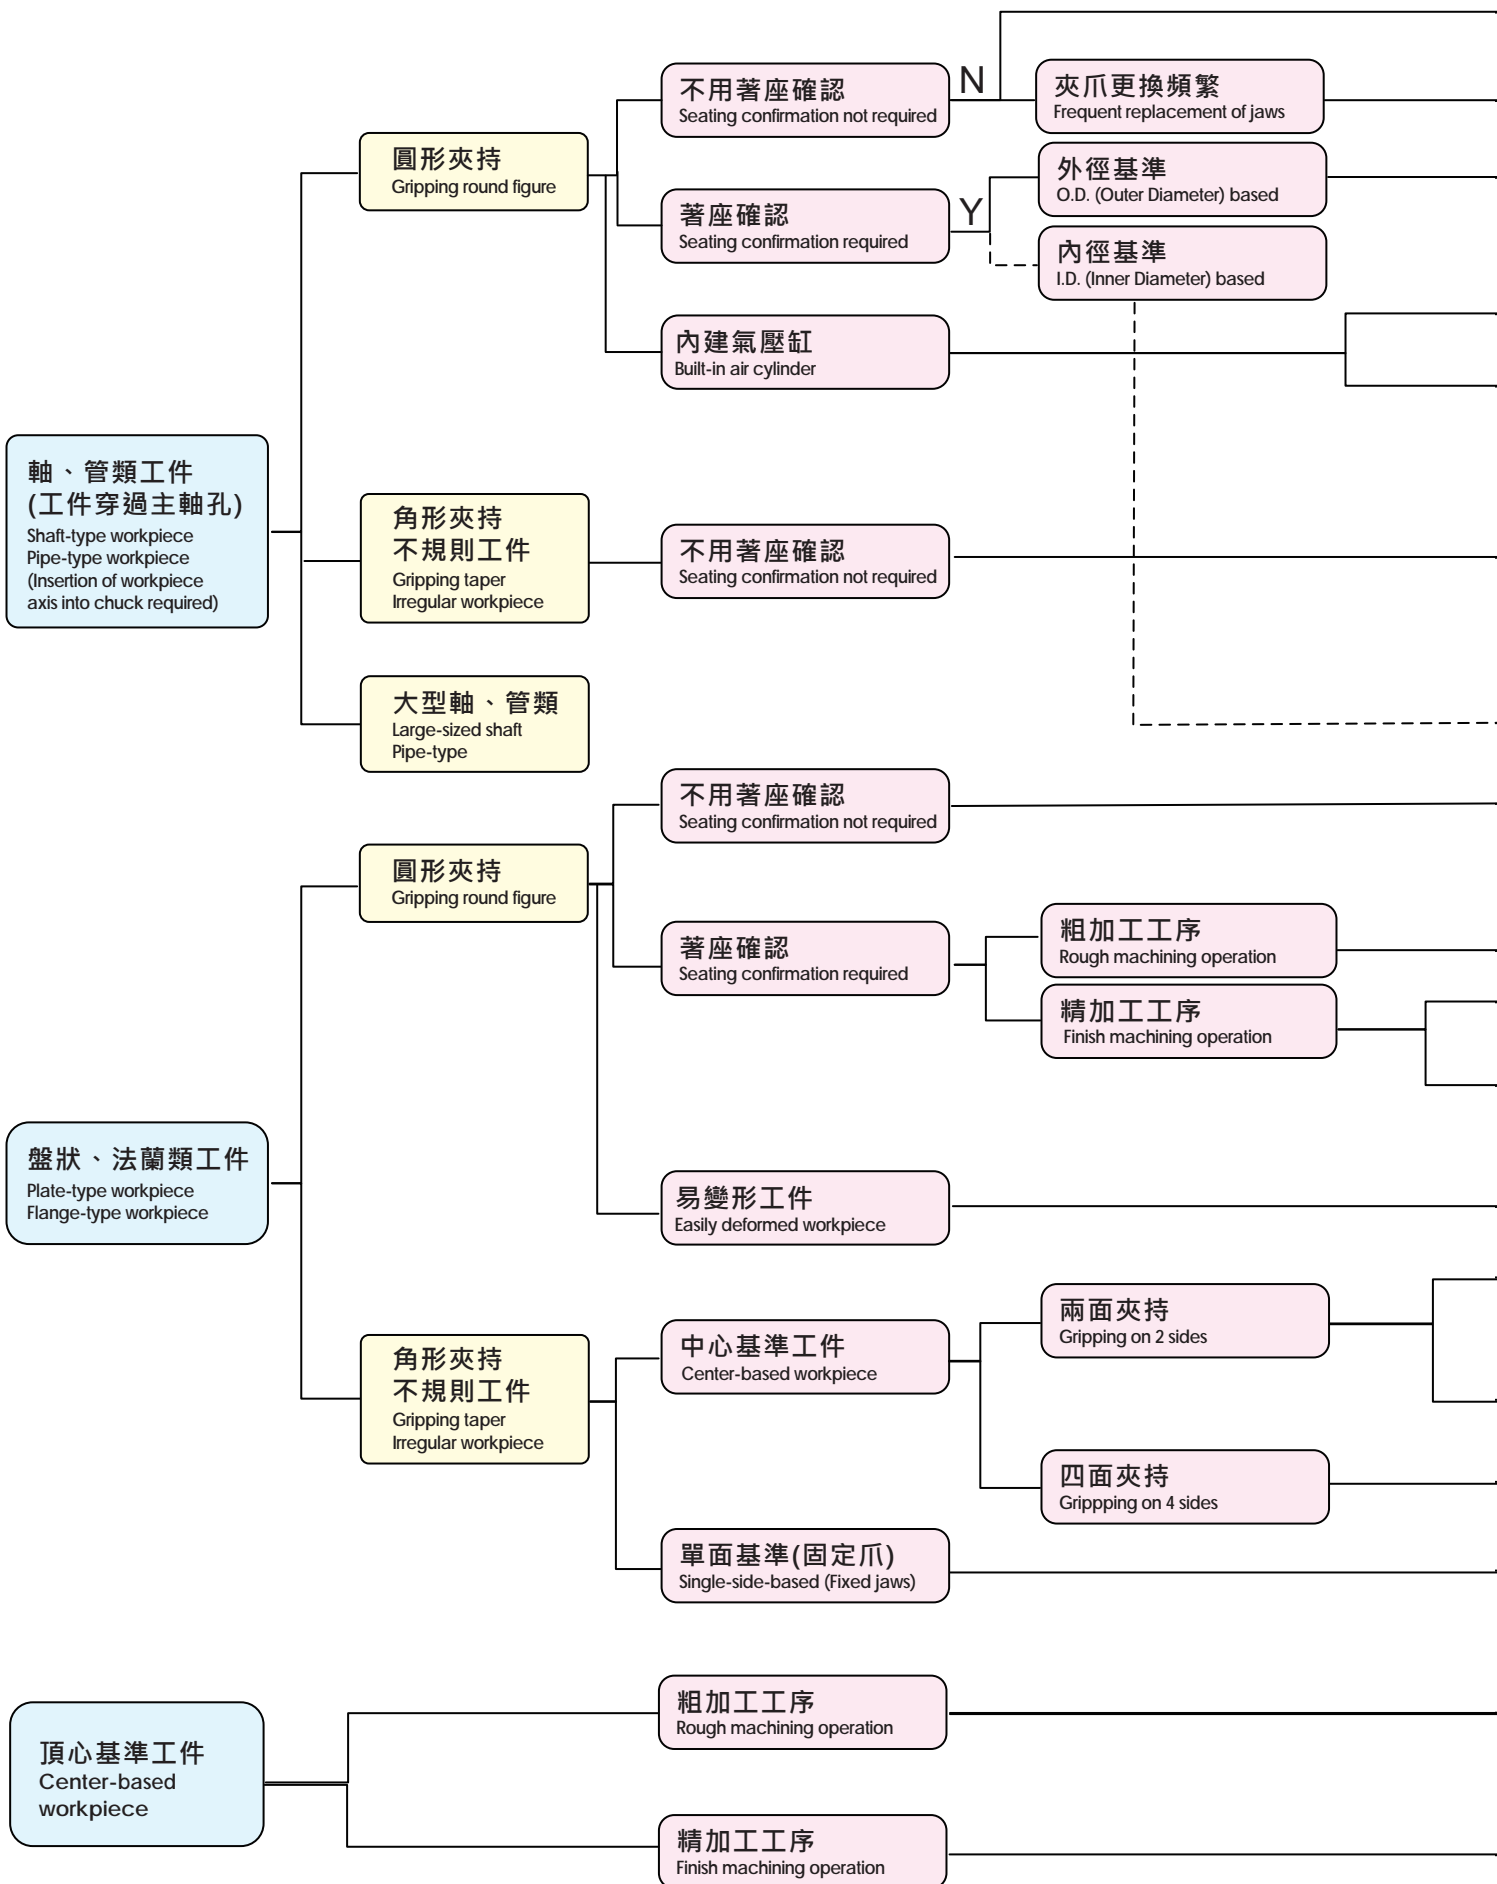 不用著座確認
Seating confirmation not required
N
夾爪更換頻繁
Frequent replacement of jaws
圓形夾持
Gripping round figure
外徑基準
O.D. (Outer Diameter) based
著座確認
Seating confirmation required
Y
內徑基準
I.D. (Inner Diameter) based
內建氣壓缸
Built-in air cylinder
軸、管類工件
(工件穿過主軸孔)
Shaft-type workpiece
Pipe-type workpiece
(Insertion of workpiece
axis into chuck required)
角形夾持
不規則工件
Gripping taper
Irregular workpiece
不用著座確認
Seating confirmation not required
大型軸、管類
Large-sized shaft
Pipe-type
不用著座確認
Seating confirmation not required
圓形夾持
Gripping round figure
著座確認
Seating confirmation required
粗加工工序
Rough machining operation
精加工工序
Finish machining operation
盤狀、法蘭類工件
Plate-type workpiece
Flange-type workpiece
易變形工件
Easily deformed workpiece
角形夾持
不規則工件
Gripping taper
Irregular workpiece
中心基準工件
Center-based workpiece
兩面夾持
Gripping on 2 sides
四面夾持
Grippping on 4 sides
單面基準(固定爪)
Single-side-based (Fixed jaws)
頂心基準工件
Center-based
workpiece
粗加工工序
Rough machining operation
精加工工序
Finish machining operation